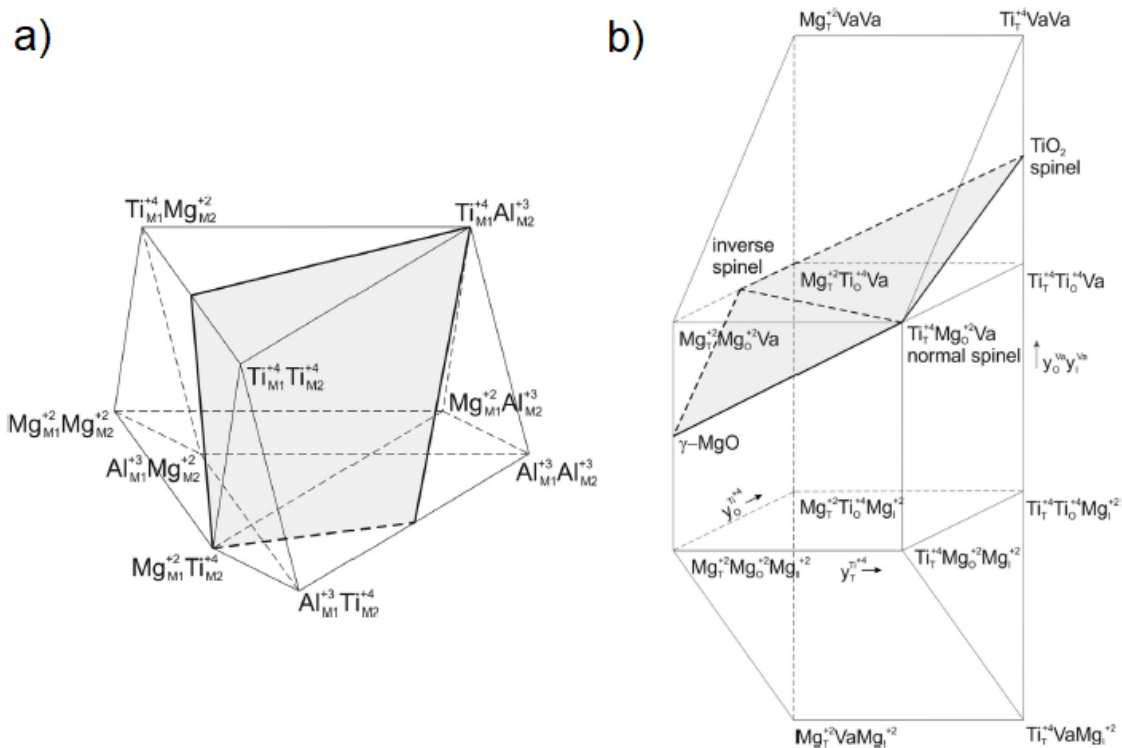 a)
Ti+4M1Mg+2M2
Ti+4M1Al+3M2
Ti+4M1Ti+4M2
Mg+2M1Mg+2M2
Mg+2M1Al+3M2
Al+3M1Mg+2M2
Al+3M1Al+3M2
Mg+2M1Ti+4M2
Al+3M1Ti+4M2
b)
Mg+2TVaVa
Ti+4TVaVa
TiO2
spinel
inverse
spinel
Mg+2TTi+4OVa
Ti+4TTi+4OVa
Mg+2TMg+2OVa
Ti+4TMg+2OVa
normal spinel
yVaOyVaI
γ–MgO
yTi+4O
Mg+2TTi+4OMg+2I
Ti+4TTi+4OMg+2I
Mg+2TMg+2OMg+2I
yTi+4T
Ti+4TMg+2OMg+2I
Mg+2TVaMg+2I
Ti+4TVaMg+2I